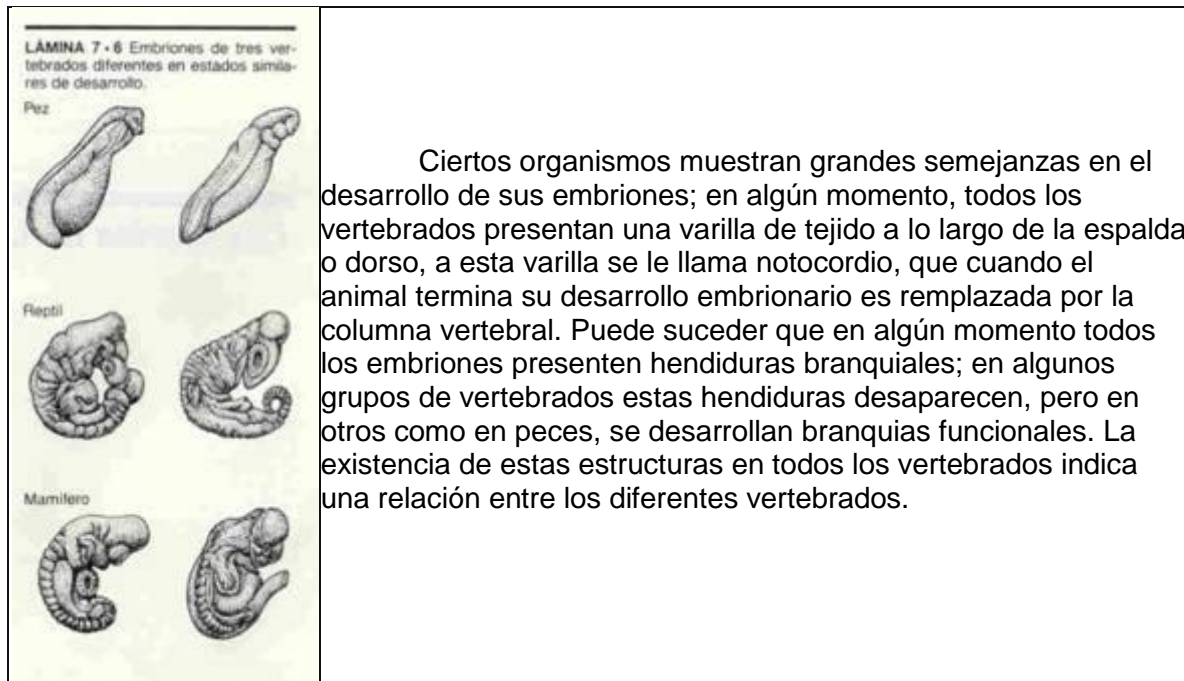 LÁMINA 7•6 Embriones de tres ver-
tebrados diferentes en estados simila-
res de desarrollo.
Pez
Reptil
Mamífero
Ciertos organismos muestran grandes semejanzas en el
desarrollo de sus embriones; en algún momento, todos los
vertebrados presentan una varilla de tejido a lo largo de la espalda
o dorso, a esta varilla se le llama notocordio, que cuando el
animal termina su desarrollo embrionario es remplazada por la
columna vertebral. Puede suceder que en algún momento todos
los embriones presenten hendiduras branquiales; en algunos
grupos de vertebrados estas hendiduras desaparecen, pero en
otros como en peces, se desarrollan branquias funcionales. La
existencia de estas estructuras en todos los vertebrados indica
una relación entre los diferentes vertebrados.